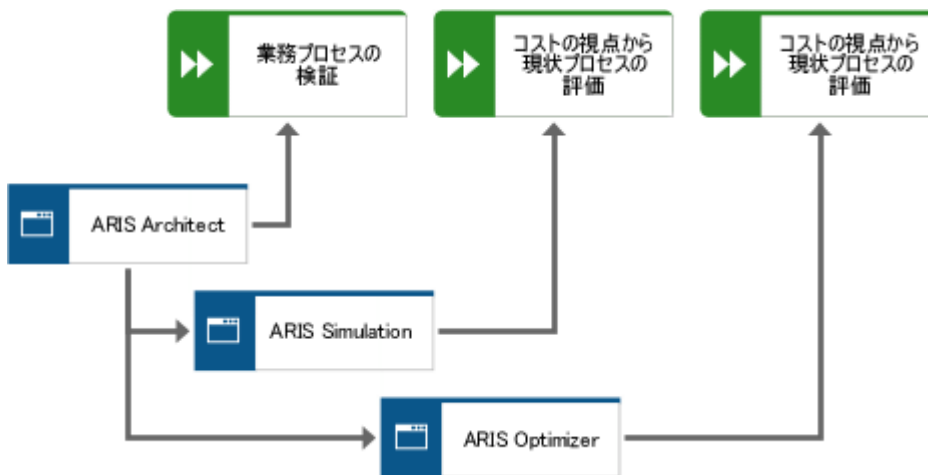 業務プロセスの
検証
コストの視点から
現状プロセスの
評価
コストの視点から
現状プロセスの
評価
ARIS Architect
ARIS Simulation
ARIS Optimizer